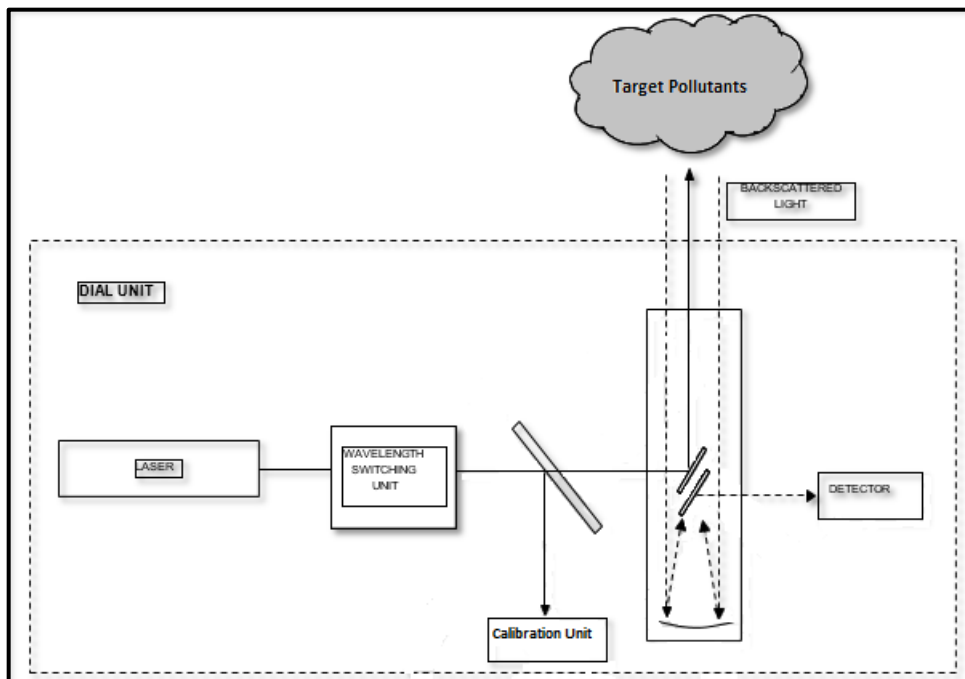 Target Pollutants
BACKSCATTERED
LIGHT
DIAL UNIT
LASER
WAVELENGTH
SWITCHING
UNIT
DETECTOR
Calibration Unit